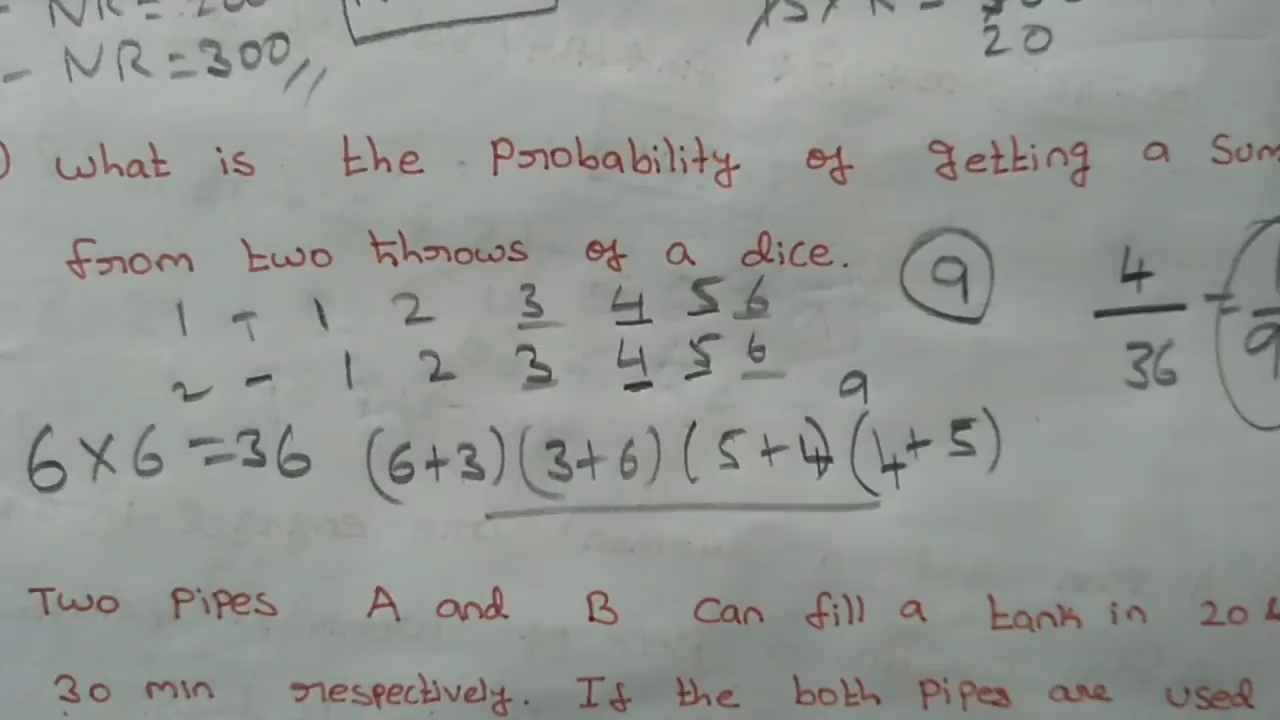 - NR = 300 //
20
) What is the Probability of getting a Sum
from two throws of a dice. 9
4/36 = 1/9
1 - 1 2 3 4 5 6
2 - 1 2 3 4 5 6
9
6 × 6 = 36 (6+3) (3+6) (5+4) (4+5)
Two Pipes A and B can fill a tank in 20
30 min respectively. If the both Pipes are used